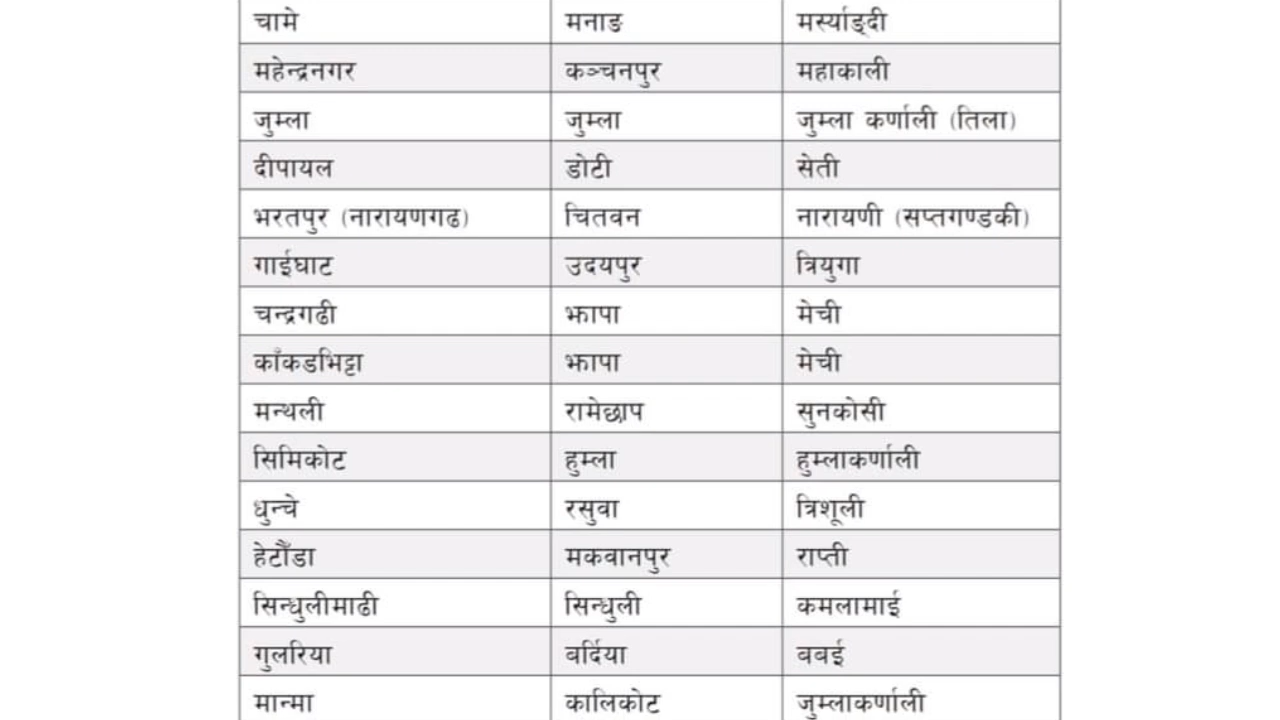 चामे मनाङ मर्स्याङ्दी
महेन्द्रनगर कञ्चनपुर महाकाली
जुम्ला जुम्ला जुम्ला कर्णाली (तिला)
दीपायल डोटी सेती
भरतपुर (नारायणगढ) चितवन नारायणी (सप्तगण्डकी)
गाईघाट उदयपुर त्रियुगा
चन्द्रगढी झापा मेची
काँकडभिट्टा झापा मेची
मन्थली रामेछाप सुनकोसी
सिमिकोट हुम्ला हुम्लाकर्णाली
धुन्चे रसुवा त्रिशूली
हेटौँडा मकवानपुर राप्ती
सिन्धुलीमाढी सिन्धुली कमलामाई
गुलरिया बर्दिया बबई
मान्मा कालिकोट जुम्लाकर्णाली